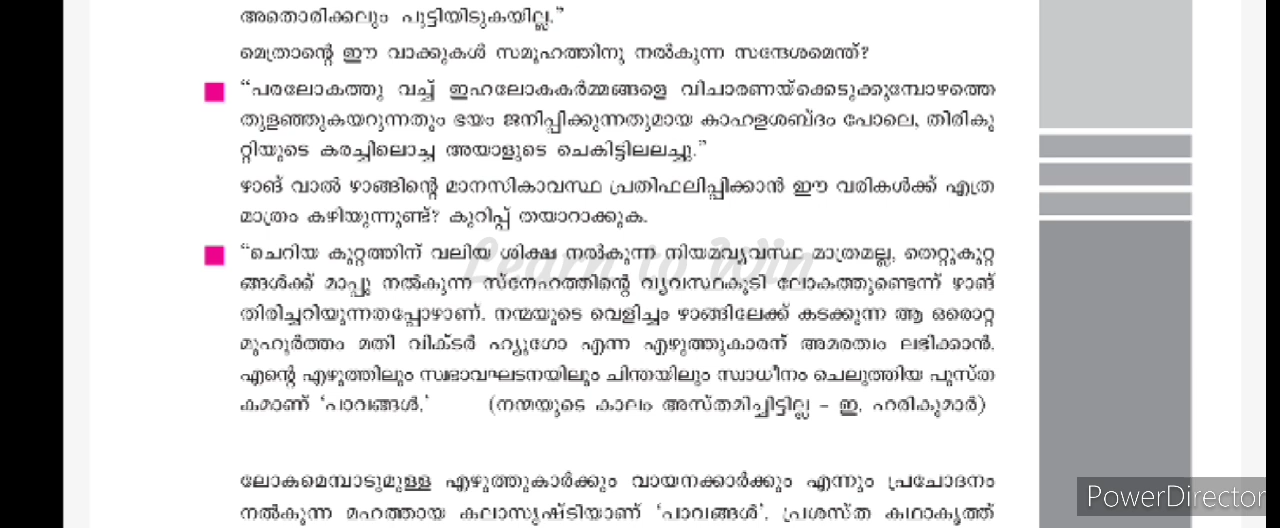 അതൊരിക്കലും പൂട്ടിയിടുകയില്ല.”
മെത്രാന്റെ ഈ വാക്കുകൾ സമൂഹത്തിനു നൽകുന്ന സന്ദേശമെന്ത്?
“പരലോകത്തു വച്ച് ഇഹലോകകർമ്മങ്ങളെ വിചാരണയ്ക്കെടുക്കുമ്പോഴത്തെ
തുളഞ്ഞുകയറുന്നതും ഭയം ജനിപ്പിക്കുന്നതുമായ കാഹളശബ്ദം പോലെ, തിരികു
റ്റിയുടെ കരച്ചിലൊച്ച അയാളുടെ ചെകിട്ടിലലച്ചു.”
ഴാങ് വാൽ ഴാങ്ങിന്റെ മാനസികാവസ്ഥ പ്രതിഫലിപ്പിക്കാൻ ഈ വരികൾക്ക് എത്ര
മാത്രം കഴിയുന്നുണ്ട്? കുറിപ്പ് തയാറാക്കുക.
Learn to Win
“ചെറിയ കുറ്റത്തിന് വലിയ ശിക്ഷ നൽകുന്ന നിയമവ്യവസ്ഥ മാത്രമല്ല, തെറ്റുകുറ്റ
ങ്ങൾക്ക് മാപ്പു നൽകുന്ന സ്നേഹത്തിന്റെ വ്യവസ്ഥകൂടി ലോകത്തുണ്ടെന്ന് ഴാങ്
തിരിച്ചറിയുന്നതപ്പോഴാണ്. നന്മയുടെ വെളിച്ചം ഴാങ്ങിലേക്ക് കടക്കുന്ന ആ ഒരൊറ്റ
മുഹൂർത്തം മതി വിക്ടർ ഹ്യൂഗോ എന്ന എഴുത്തുകാരന് അമരത്വം ലഭിക്കാൻ.
എന്റെ എഴുത്തിലും സ്വഭാവഘടനയിലും ചിന്തയിലും സ്വാധീനം ചെലുത്തിയ പുസ്ത
കമാണ് ‘പാവങ്ങൾ.’ (നന്മയുടെ കാലം അസ്തമിച്ചിട്ടില്ല – ഇ. ഹരികുമാർ)
ലോകമെമ്പാടുമുള്ള എഴുത്തുകാർക്കും വായനക്കാർക്കും എന്നും പ്രചോദനം
നൽകുന്ന മഹത്തായ കലാസൃഷ്ടിയാണ് ‘പാവങ്ങൾ’. പ്രശസ്ത കഥാകൃത്ത്
PowerDirector